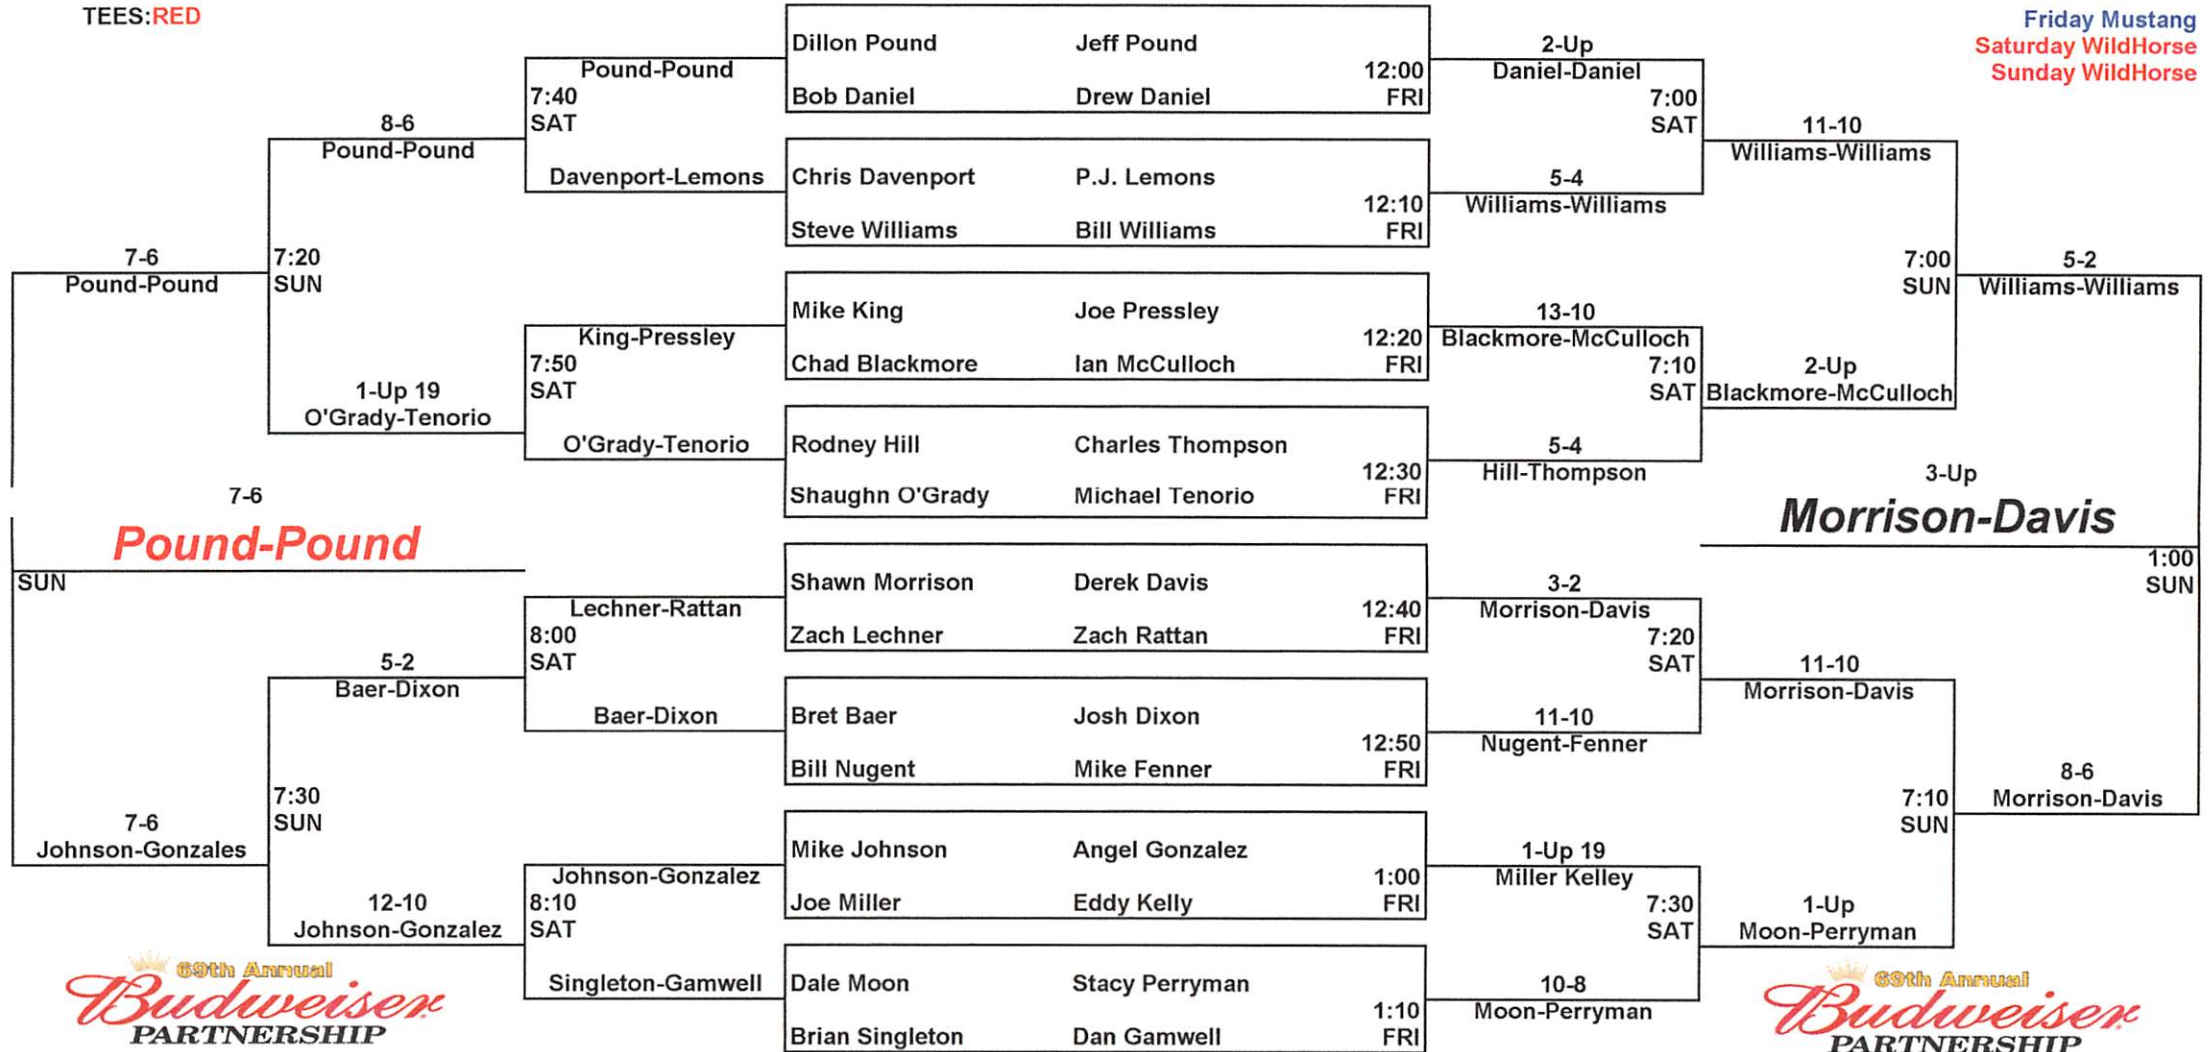 TEES:RED
Friday Mustang
Saturday WildHorse
Sunday WildHorse
Dillon Pound Jeff Pound
12:00
Bob Daniel Drew Daniel FRI
Chris Davenport P.J. Lemons
12:10
Steve Williams Bill Williams FRI
Mike King Joe Pressley
12:20
Chad Blackmore Ian McCulloch FRI
Rodney Hill Charles Thompson
12:30
Shaughn O'Grady Michael Tenorio FRI
Shawn Morrison Derek Davis
12:40
Zach Lechner Zach Rattan FRI
Bret Baer Josh Dixon
12:50
Bill Nugent Mike Fenner FRI
Mike Johnson Angel Gonzalez
1:00
Joe Miller Eddy Kelly FRI
Dale Moon Stacy Perryman
1:10
Brian Singleton Dan Gamwell FRI
Pound-Pound
7:40
SAT
Davenport-Lemons
King-Pressley
7:50
SAT
O'Grady-Tenorio
Lechner-Rattan
8:00
SAT
Baer-Dixon
Johnson-Gonzalez
8:10
SAT
Singleton-Gamwell
8-6
Pound-Pound
7:20
SUN
1-Up 19
O'Grady-Tenorio
5-2
Baer-Dixon
7:30
SUN
12-10
Johnson-Gonzalez
7-6
Pound-Pound
7-6
Pound-Pound
SUN
7-6
Johnson-Gonzales
2-Up
Daniel-Daniel
7:00
SAT
5-4
Williams-Williams
13-10
Blackmore-McCulloch
7:10
SAT
5-4
Hill-Thompson
3-2
Morrison-Davis
7:20
SAT
11-10
Nugent-Fenner
1-Up 19
Miller Kelley
7:30
SAT
10-8
Moon-Perryman
11-10
Williams-Williams
7:00
SUN
2-Up
Blackmore-McCulloch
11-10
Morrison-Davis
7:10
SUN
1-Up
Moon-Perryman
5-2
Williams-Williams
3-Up
Morrison-Davis
1:00
SUN
8-6
Morrison-Davis
69th Annual
Budweiser
PARTNERSHIP
69th Annual
Budweiser
PARTNERSHIP